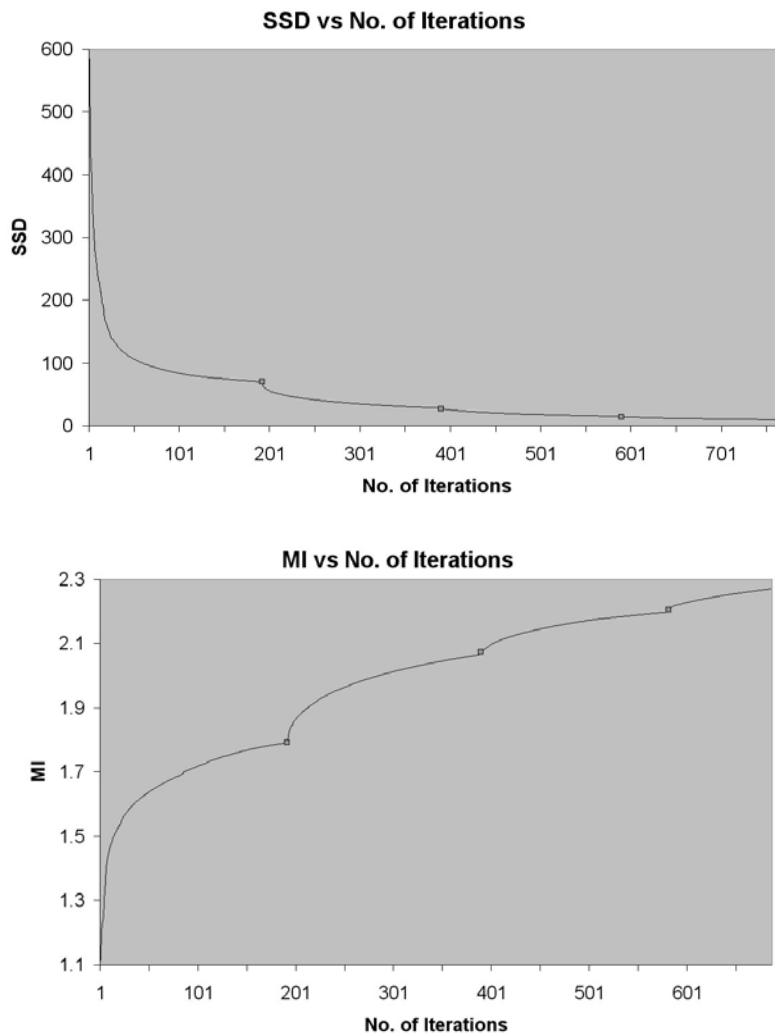 SSD vs No. of Iterations
600
500
400
300
200
100
0
SSD
1 101 201 301 401 501 601 701
No. of Iterations
MI vs No. of Iterations
2.3
2.1
1.9
1.7
1.5
1.3
1.1
MI
1 101 201 301 401 501 601
No. of Iterations